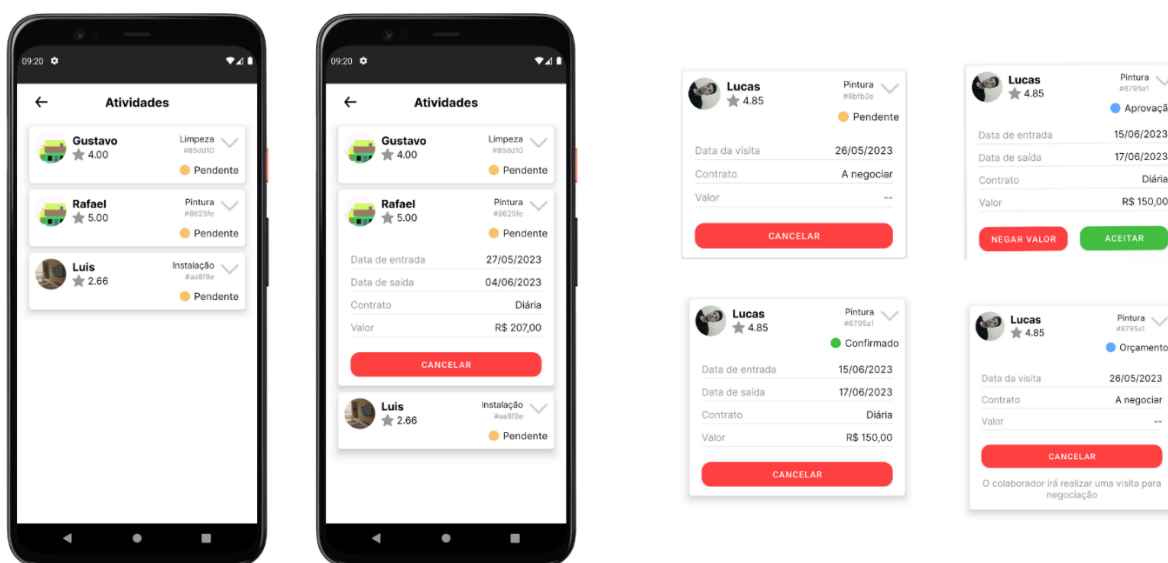 09:20
Atividades
Gustavo
4.00
Limpeza
#85dd10
Pendente
Rafael
5.00
Pintura
#8625fe
Pendente
Luis
2.66
Instalação
#aa8f8e
Pendente
09:20
Atividades
Gustavo
4.00
Limpeza
#85dd10
Pendente
Rafael
5.00
Pintura
#8625fe
Pendente
Data de entrada 27/05/2023
Data de saída 04/06/2023
Contrato Diária
Valor R$ 207,00
CANCELAR
Luis
2.66
Instalação
#aa8f8e
Pendente
Lucas
4.85
Pintura
#8bfb2e
Pendente
Data da visita 26/05/2023
Contrato A negociar
Valor --
CANCELAR
Lucas
4.85
Pintura
#6795a1
Aprovaçã
Data de entrada 15/06/2023
Data de saída 17/06/2023
Contrato Diária
Valor R$ 150,00
NEGAR VALOR ACEITAR
Lucas
4.85
Pintura
#6795a1
Confirmado
Data de entrada 15/06/2023
Data de saída 17/06/2023
Contrato Diária
Valor R$ 150,00
CANCELAR
Lucas
4.85
Pintura
#6795a1
Orçamento
Data da visita 26/05/2023
Contrato A negociar
Valor --
CANCELAR
O colaborador irá realizar uma visita para
negociação